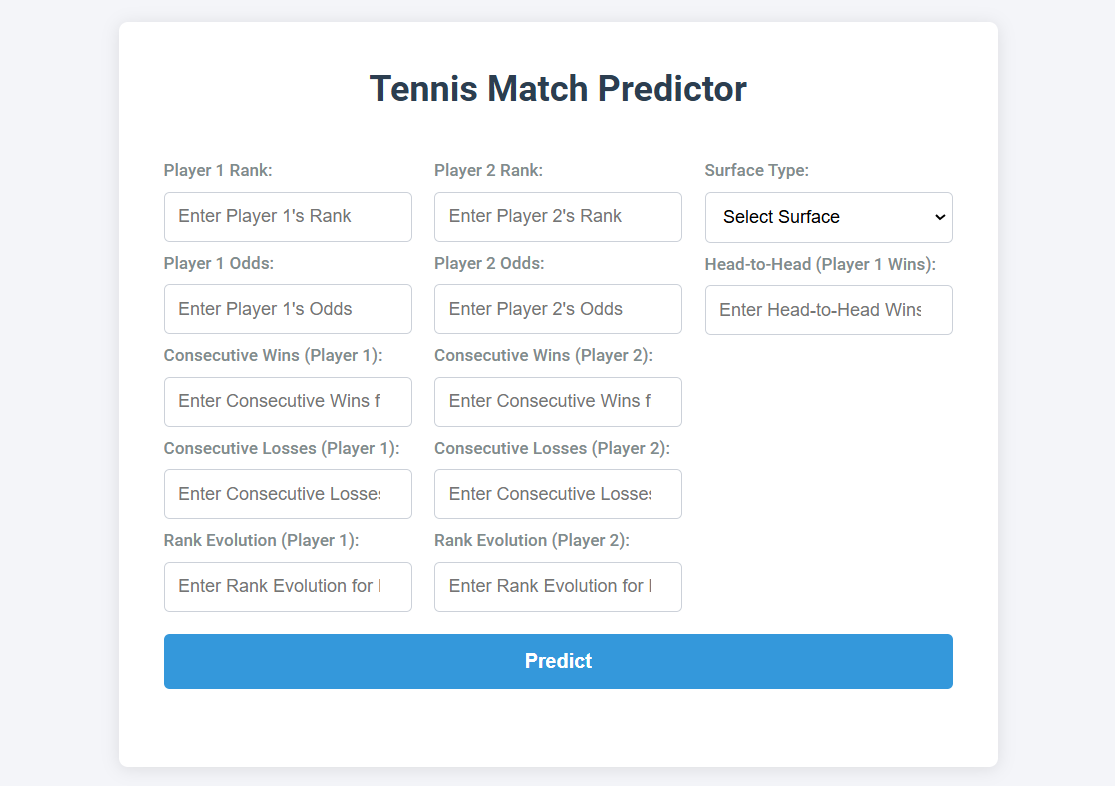 Tennis Match Predictor
Player 1 Rank:
Player 2 Rank:
Surface Type:
Enter Player 1's Rank
Enter Player 2's Rank
Select Surface
Player 1 Odds:
Player 2 Odds:
Head-to-Head (Player 1 Wins):
Enter Player 1's Odds
Enter Player 2's Odds
Enter Head-to-Head Wins
Consecutive Wins (Player 1):
Consecutive Wins (Player 2):
Enter Consecutive Wins f
Enter Consecutive Wins f
Consecutive Losses (Player 1):
Consecutive Losses (Player 2):
Enter Consecutive Losses
Enter Consecutive Losses
Rank Evolution (Player 1):
Rank Evolution (Player 2):
Enter Rank Evolution for
Enter Rank Evolution for
Predict